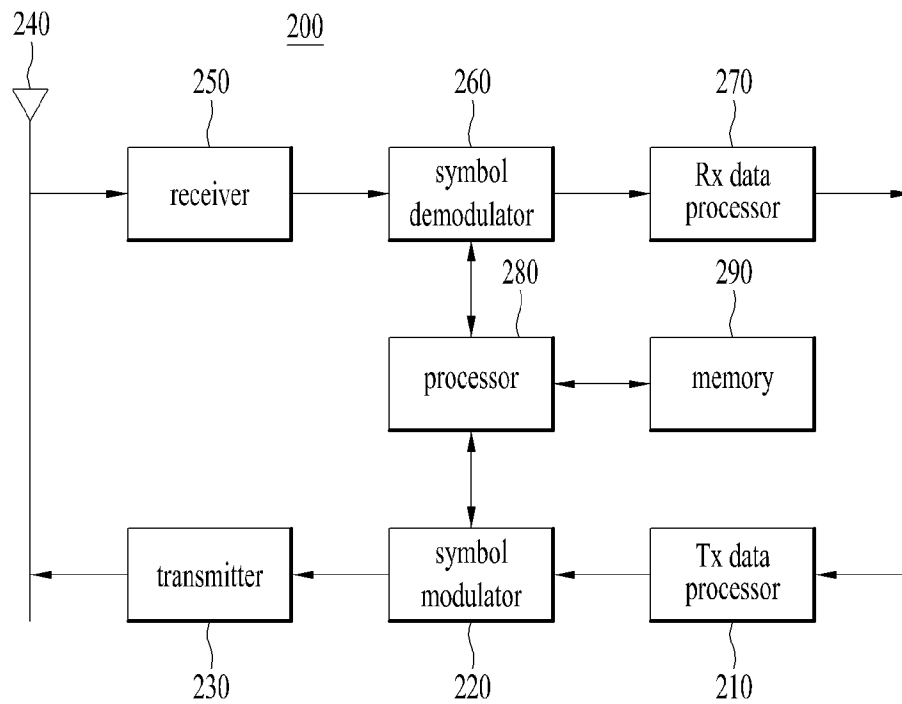 240
200
250
260
270
receiver
symbol
demodulator
Rx data
processor
280
290
processor
memory
transmitter
symbol
modulator
Tx data
processor
230
220
210